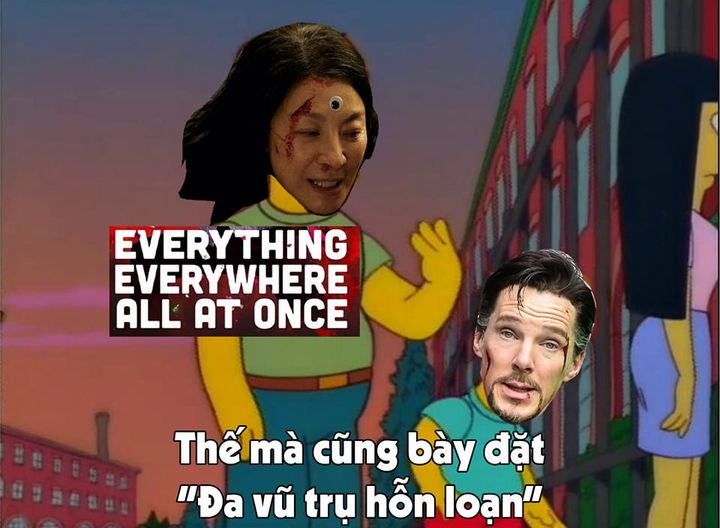 EVERYTHING
EVERYWHERE
ALL AT ONCE
Thế mà cũng bày đặt
"Đa vũ trụ hỗn loạn"